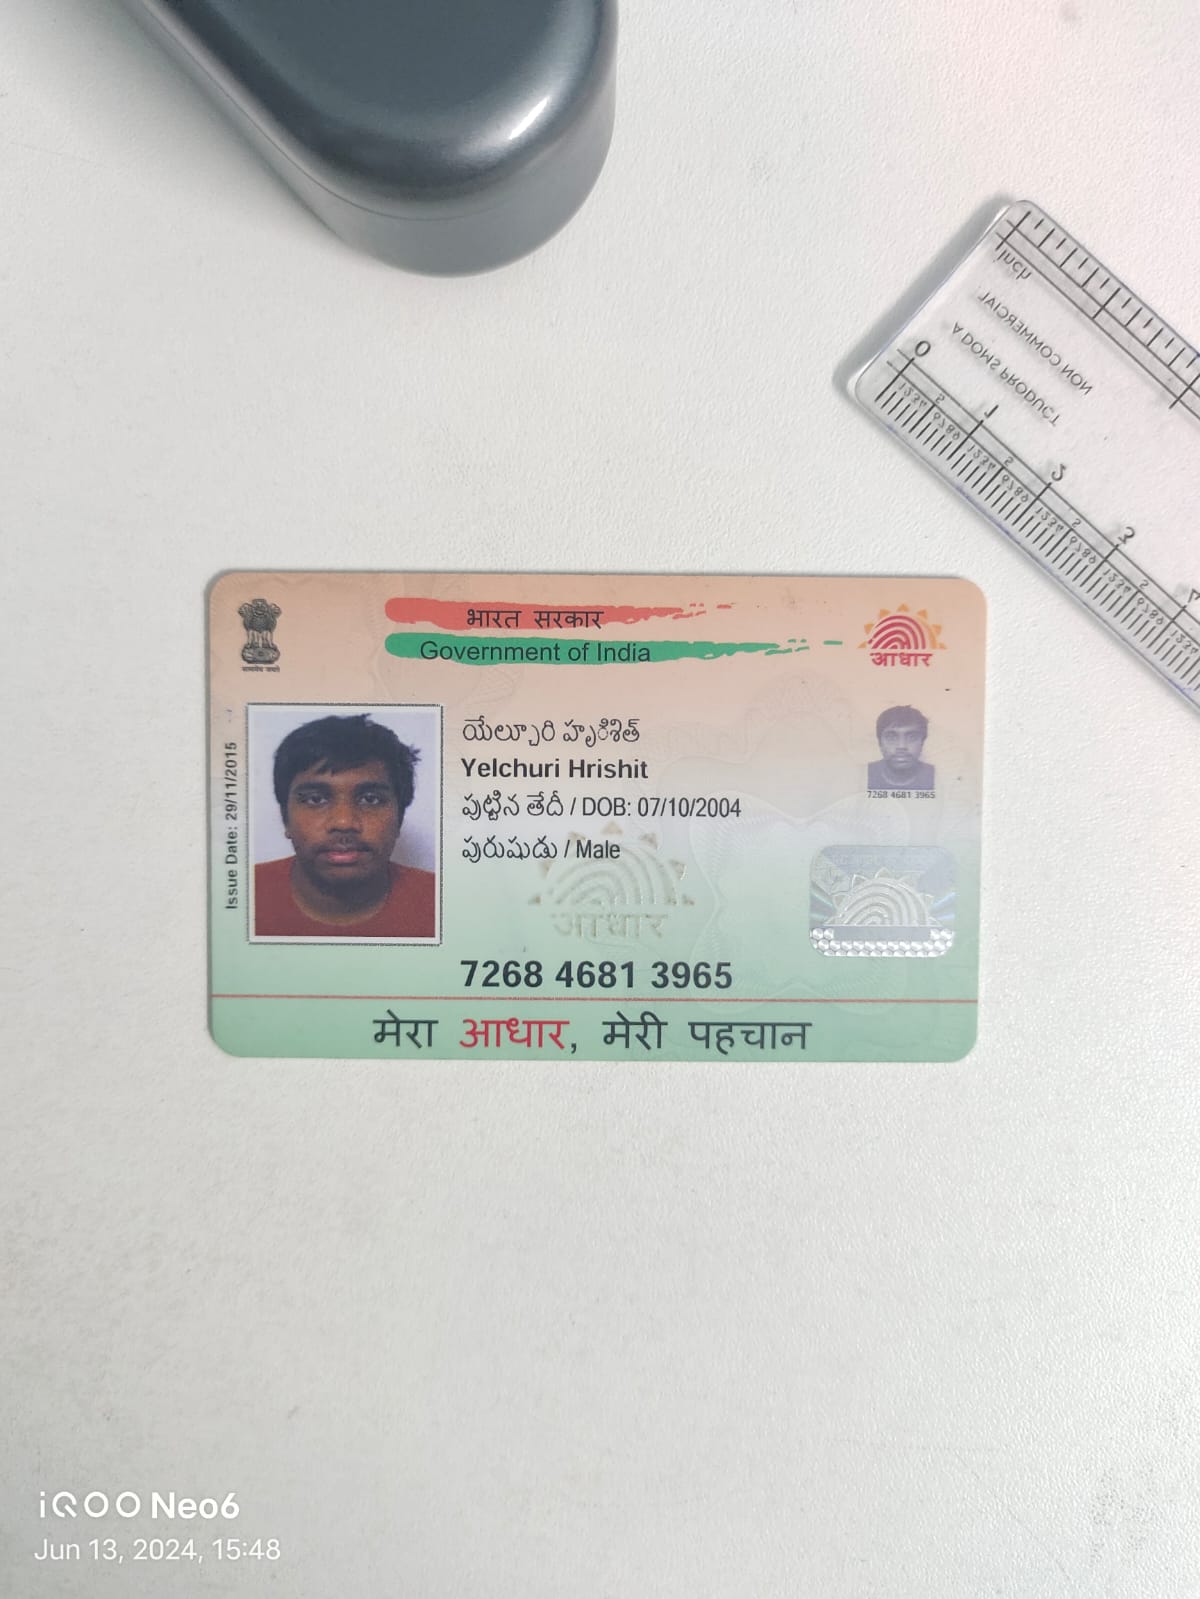 भारत सरकार
Government of India
आधार
Issue Date: 29/11/2015
యేల్చూరి హృిశిత్
Yelchuri Hrishit
పుట్టిన తేదీ / DOB: 07/10/2004
పురుషుడు / Male
7268 4681 3965
आधार
7268 4681 3965
मेरा आधार, मेरी पहचान
Inch
NON COMMERCIAL
A DOMS PRODUCT
0
1
2
3
4
iQOO Neo6
Jun 13, 2024, 15:48